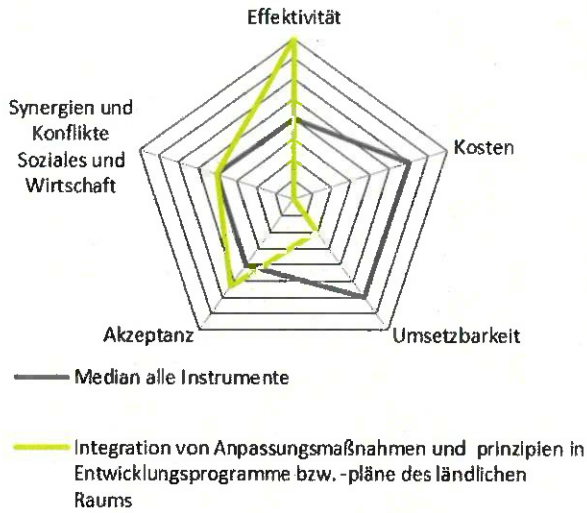 Effektivität
Synergien und
Konflikte
Soziales und
Wirtschaft
Kosten
Akzeptanz
Umsetzbarkeit
Median alle Instrumente
Integration von Anpassungsmaßnahmen und prinzipien in
Entwicklungsprogramme bzw. -pläne des ländlichen
Raums